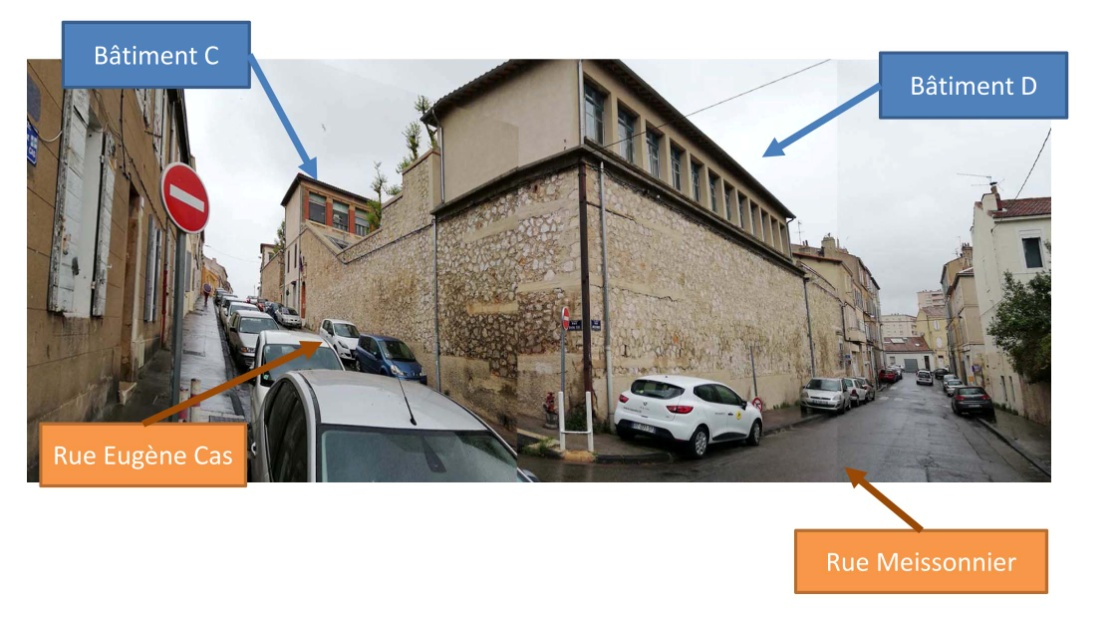 Bâtiment C
Bâtiment D
Rue Eugène Cas
Rue Meissonnier